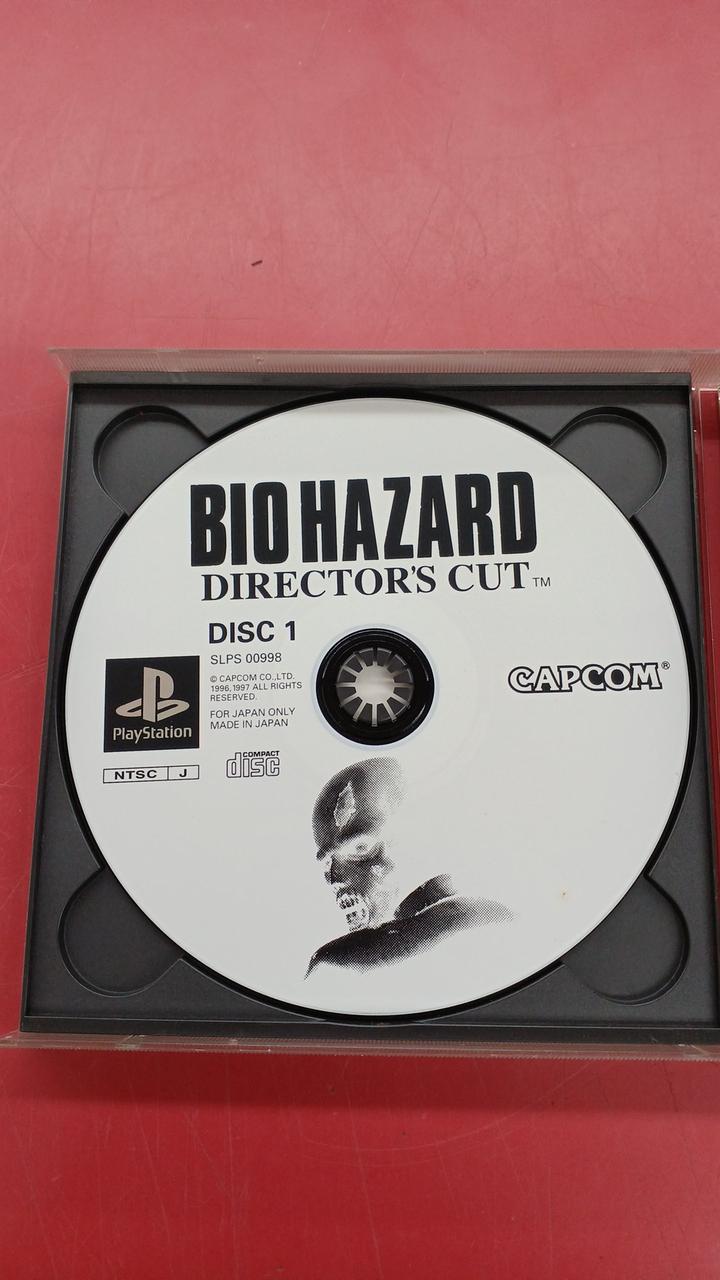 BIO HAZARD
DIRECTOR'S CUT™
DISC 1
SLPS 00998
© CAPCOM CO.,LTD.
1996,1997 ALL RIGHTS
RESERVED.
FOR JAPAN ONLY
MADE IN JAPAN
PlayStation
NTSC J
COMPACT
disc
CAPCOM®